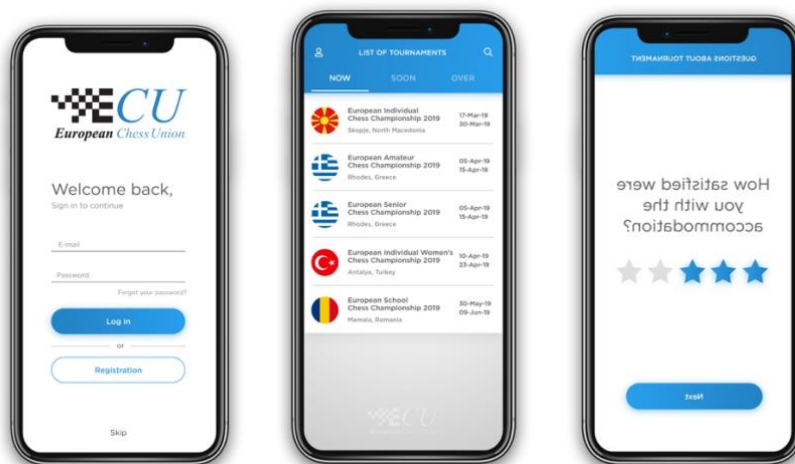 ECU
European Chess Union
Welcome back,
Sign in to continue
E-mail
Password
Forgot your password?
Log in
or
Registration
Skip
LIST OF TOURNAMENTS
NOW SOON OVER
European Individual
Chess Championship 2019
Skopje, North Macedonia
17-Mar-19
30-Mar-19
European Amateur
Chess Championship 2019
Rhodes, Greece
05-Apr-19
15-Apr-19
European Senior
Chess Championship 2019
Rhodes, Greece
05-Apr-19
15-Apr-19
European Individual Women's
Chess Championship 2019
Antalya, Turkey
10-Apr-19
23-Apr-19
European School
Chess Championship 2019
Mamaia, Romania
30-May-19
09-Jun-19
ECU
European Chess Union
QUESTIONS ABOUT TOURNAMENT
How satisfied were
you with the
accommodation?
Next